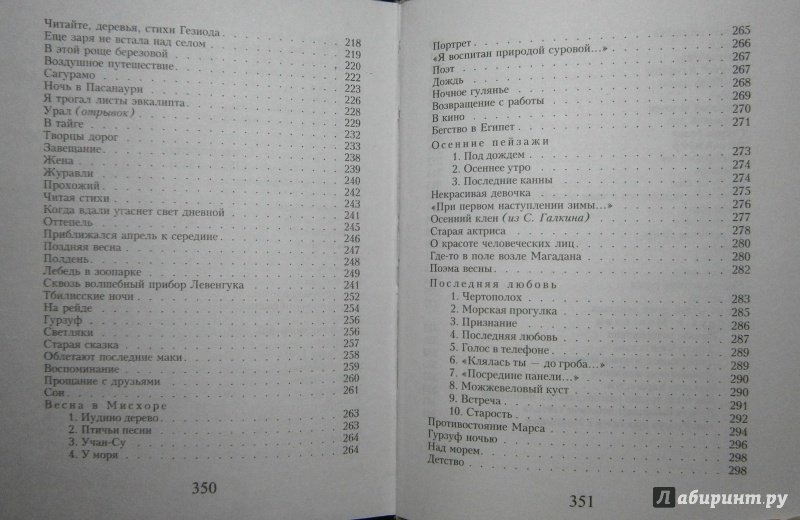 Читайте, деревья, стихи Гезиода . . . 218
Еще заря не встала над селом . . . 219
В этой роще березовой . . . 220
Воздушное путешествие . . . 222
Сагурамо . . . 223
Ночь в Пасанаури . . . 226
Я трогал листы эвкалипта . . . 228
Урал (отрывок) . . . 229
В тайге . . . 232
Творцы дорог . . . 233
Завещание . . . 238
Жена . . . 239
Журавли . . . 240
Прохожий . . . 242
Читая стихи . . . 243
Когда вдали угаснет свет дневной . . . 241
Оттепель . . . 245
Приближался апрель к середине . . . 246
Поздняя весна . . . 247
Полдень . . . 248
Лебедь в зоопарке . . . 249
Сквозь волшебный прибор Левенгука . . . 241
Тбилисские ночи . . . 252
На рейде . . . 254
Гурзуф . . . 256
Светляки . . . 256
Старая сказка . . . 257
Облетают последние маки . . . 258
Воспоминание . . . 259
Прощание с друзьями . . . 260
Сон . . . 261
Весна в Мисхоре
1. Иудино дерево . . . 263
2. Птичьи песни . . . 263
3. Учан-Су . . . 264
4. У моря . . . 264
350
Портрет . . . 265
«Я воспитан природой суровой...» . . . 266
Поэт . . . 267
Дождь . . . 267
Ночное гулянье . . . 268
Возвращение с работы . . . 269
В кино . . . 270
Бегство в Египет . . . 271
Осенние пейзажи
1. Под дождем . . . 273
2. Осеннее утро . . . 274
3. Последние канны . . . 274
Некрасивая девочка . . . 275
«При первом наступлении зимы...» . . . 276
Осенний клен (из С. Галкина) . . . 277
Старая актриса . . . 278
О красоте человеческих лиц . . . 280
Где-то в поле возле Магадана . . . 280
Поэма весны . . . 282
Последняя любовь
1. Чертополох . . . 283
2. Морская прогулка . . . 285
3. Признание . . . 286
4. Последняя любовь . . . 287
5. Голос в телефоне . . . 289
6. «Клялась ты — до гроба...» . . . 289
7. «Посредине панели...» . . . 290
8. Можжевеловый куст . . . 290
9. Встреча . . . 291
10. Старость . . . 292
Противостояние Марса . . . 294
Гурзуф ночью . . . 296
Над морем . . . 298
Детство . . . 298
351
Лабиринт.ру